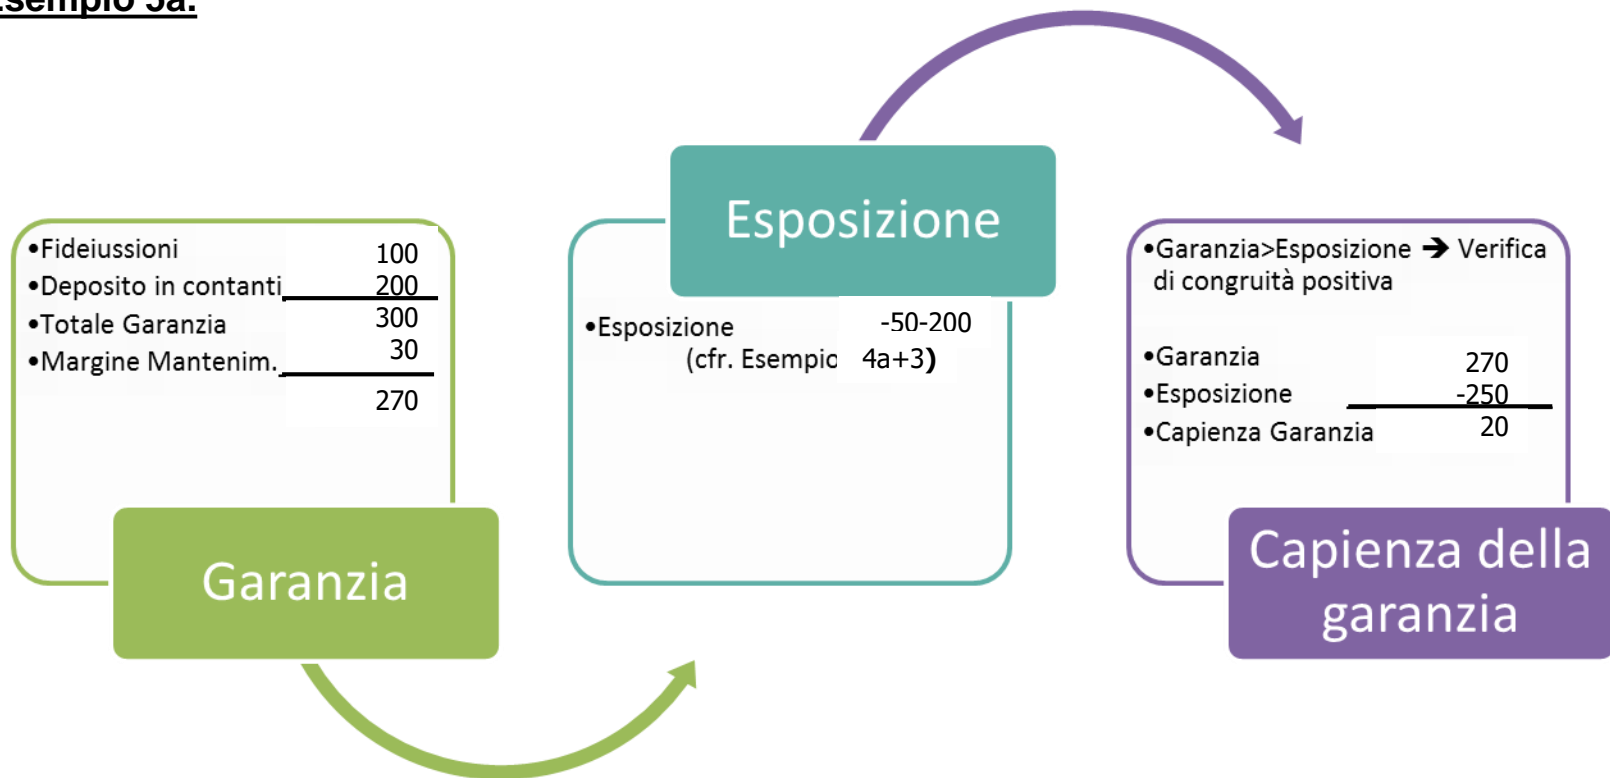 Esempio 5a:
•Fideiussioni 100
•Deposito in contanti 200
•Totale Garanzia 300
•Margine Mantenim. 30
270
Garanzia
Esposizione
•Esposizione -50-200
(cfr. Esempio 4a+3)
•Garanzia>Esposizione ➔ Verifica
di congruità positiva
•Garanzia 270
•Esposizione -250
•Capienza Garanzia 20
Capienza della
garanzia